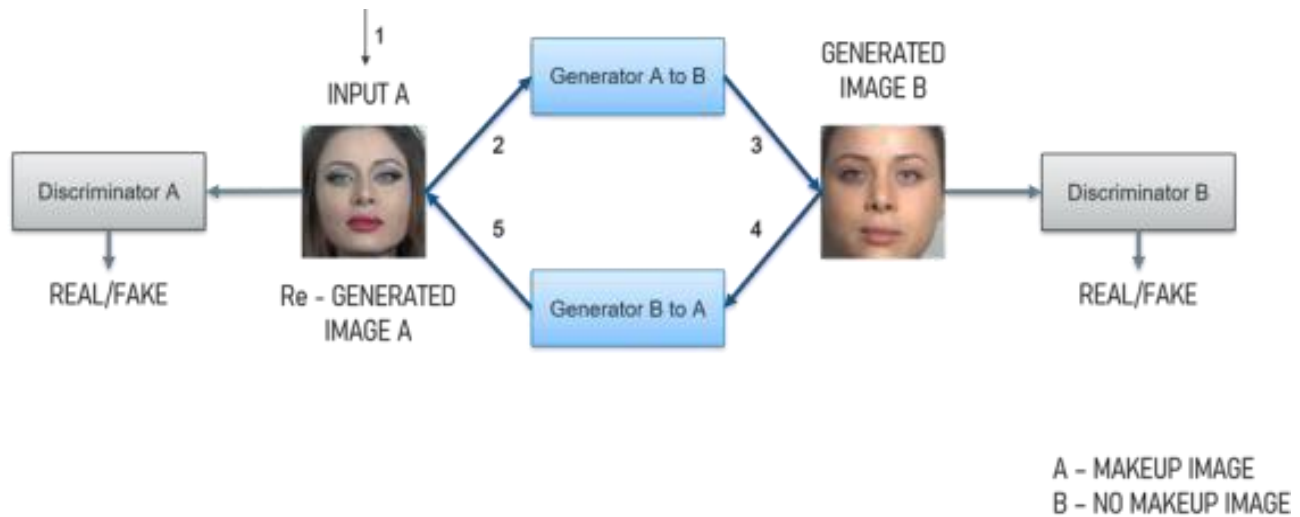 1
INPUT A
Generator A to B
GENERATED
IMAGE B
2
3
Discriminator A
Discriminator B
5
4
REAL/FAKE
Re - GENERATED
IMAGE A
Generator B to A
REAL/FAKE
A – MAKEUP IMAGE
B – NO MAKEUP IMAGE